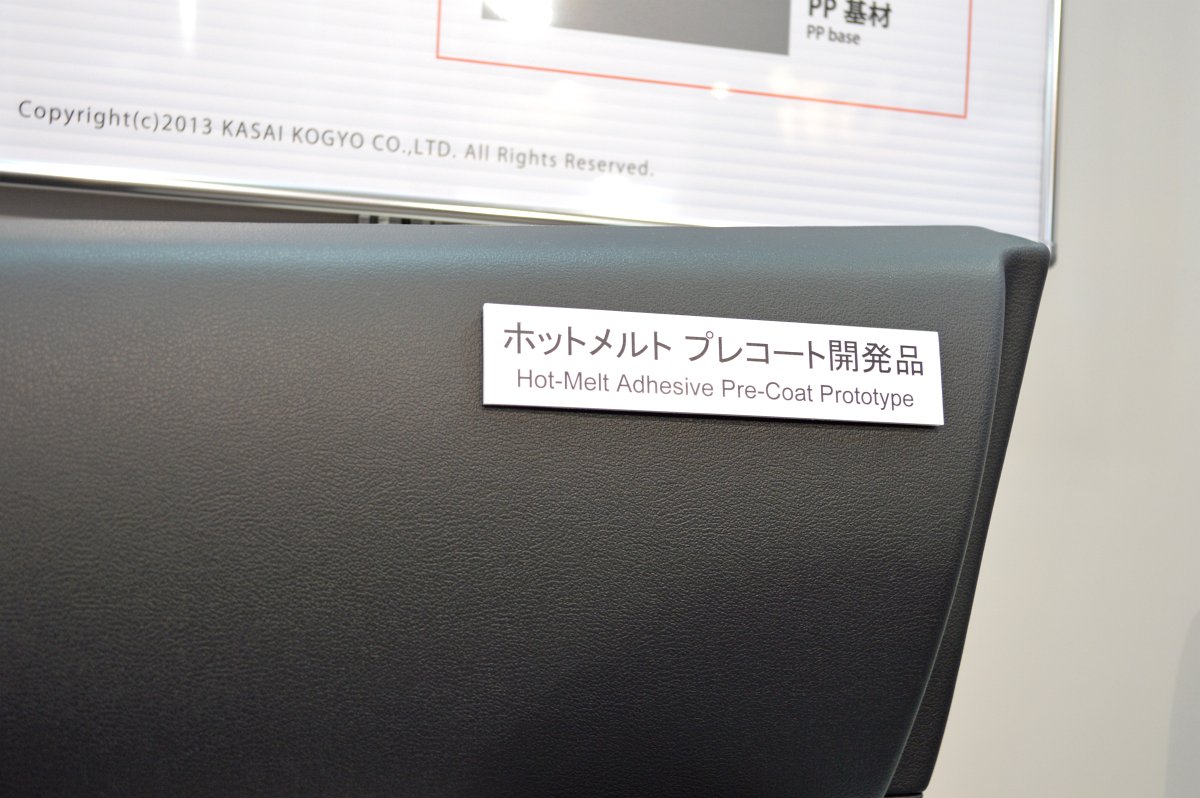 PP 基材
PP base
Copyright(c)2013 KASAI KOGYO CO.,LTD. All Rights Reserved.
ホットメルト プレコート開発品
Hot-Melt Adhesive Pre-Coat Prototype